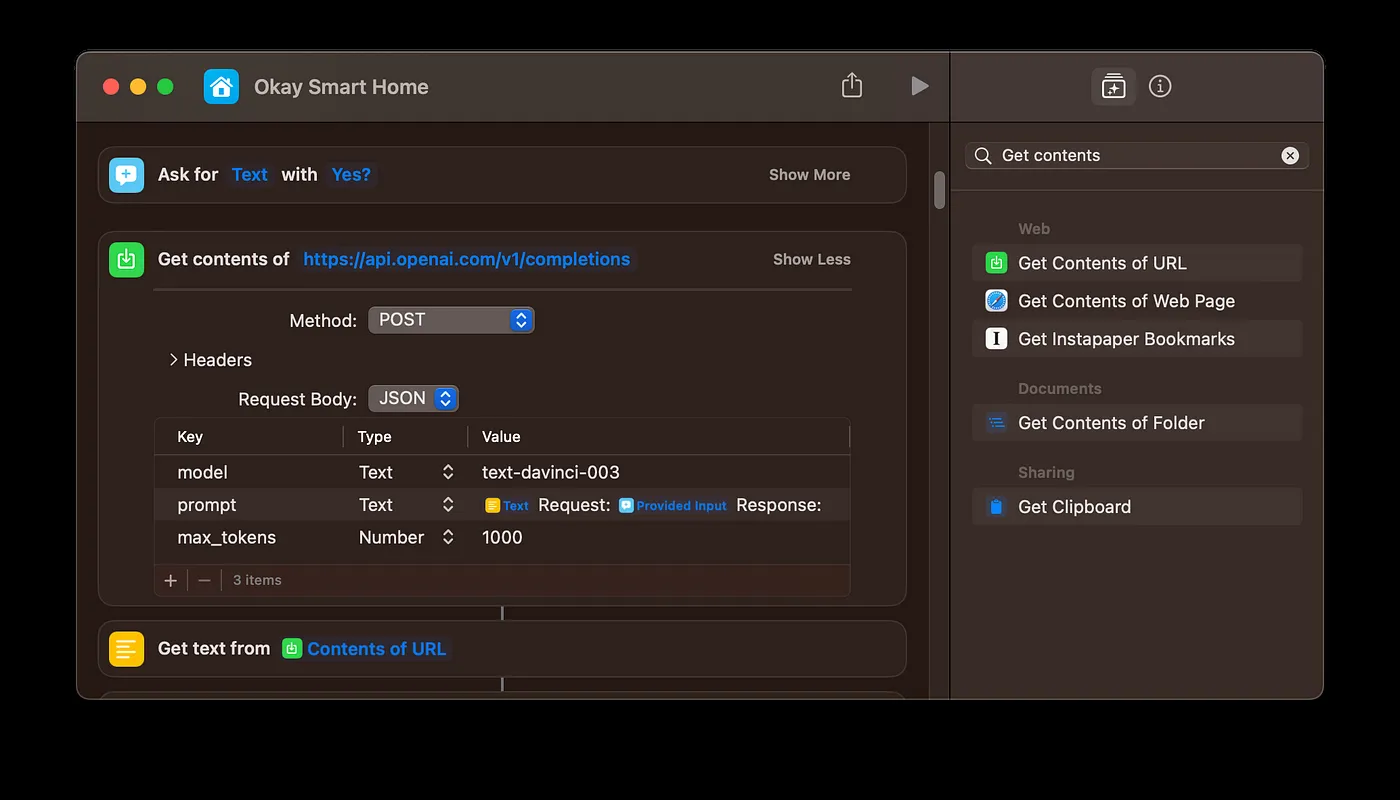 Okay Smart Home
Ask for Text with Yes? Show More
Get contents of https://api.openai.com/v1/completions Show Less
Method: POST
Headers
Request Body: JSON
Key Type Value
model Text text-davinci-003
prompt Text Text Request: Provided Input Response:
max_tokens Number 1000
3 items
Get text from Contents of URL
Get contents
Web
Get Contents of URL
Get Contents of Web Page
Get Instapaper Bookmarks
Documents
Get Contents of Folder
Sharing
Get Clipboard